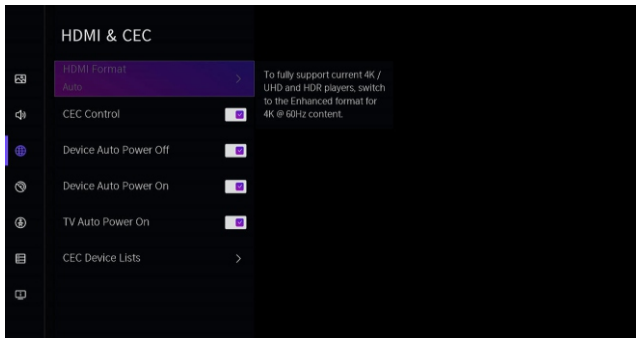 HDMI & CEC
HDMI Format
Auto
To fully support current 4K /
UHD and HDR players, switch
to the Enhanced format for
4K @ 60Hz content.
CEC Control
Device Auto Power Off
Device Auto Power On
TV Auto Power On
CEC Device Lists